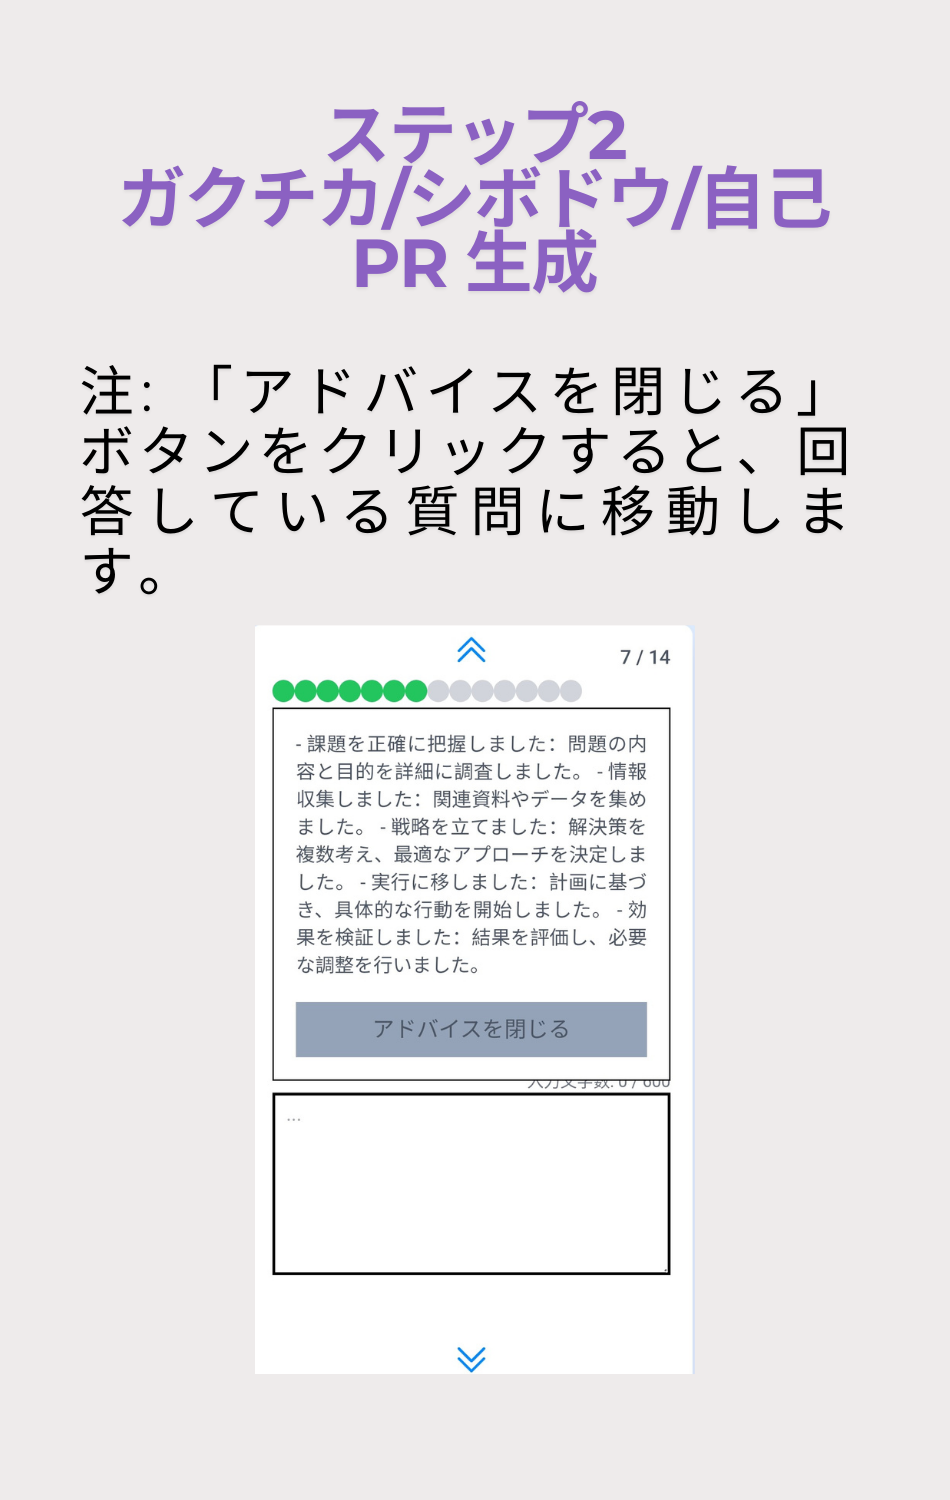 ステップ2
ガクチカ/シボドウ/自己
PR 生成
注: 「アドバイスを閉じる」
ボタンをクリックすると、回
答している質問に移動しま
す。
7 / 14
- 課題を正確に把握しました：問題の内
容と目的を詳細に調査しました。 - 情報
収集しました：関連資料やデータを集め
ました。 - 戦略を立てました：解決策を
複数考え、最適なアプローチを決定しま
した。 - 実行に移しました：計画に基づ
き、具体的な行動を開始しました。 - 効
果を検証しました：結果を評価し、必要
な調整を行いました。
アドバイスを閉じる
入力文字数: 0 / 600
...